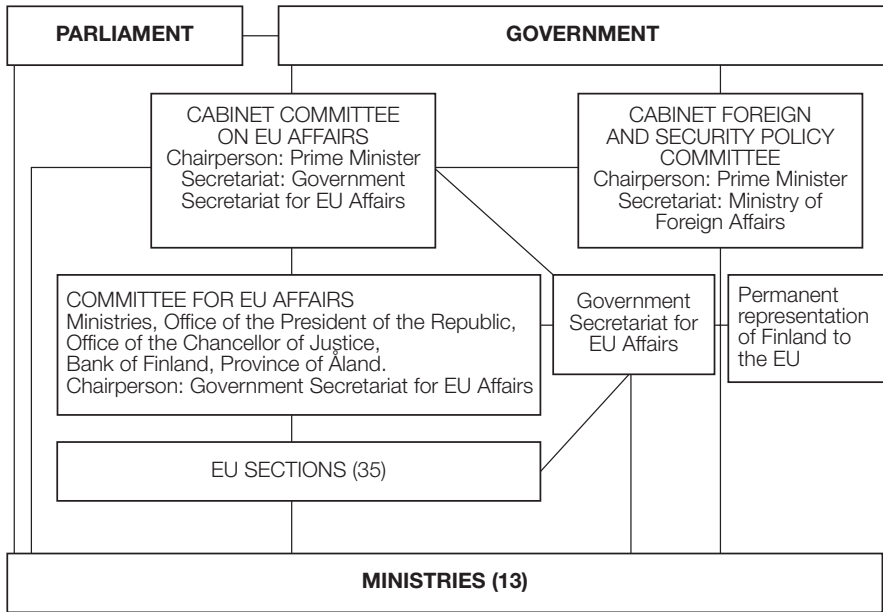 PARLIAMENT
GOVERNMENT
CABINET COMMITTEE
ON EU AFFAIRS
Chairperson: Prime Minister
Secretariat: Government
Secretariat for EU Affairs
CABINET FOREIGN
AND SECURITY POLICY
COMMITTEE
Chairperson: Prime Minister
Secretariat: Ministry of
Foreign Affairs
COMMITTEE FOR EU AFFAIRS
Ministries, Office of the President of the Republic,
Office of the Chancellor of Justice,
Bank of Finland, Province of Åland.
Chairperson: Government Secretariat for EU Affairs
Government
Secretariat for
EU Affairs
Permanent
representation
of Finland to
the EU
EU SECTIONS (35)
MINISTRIES (13)